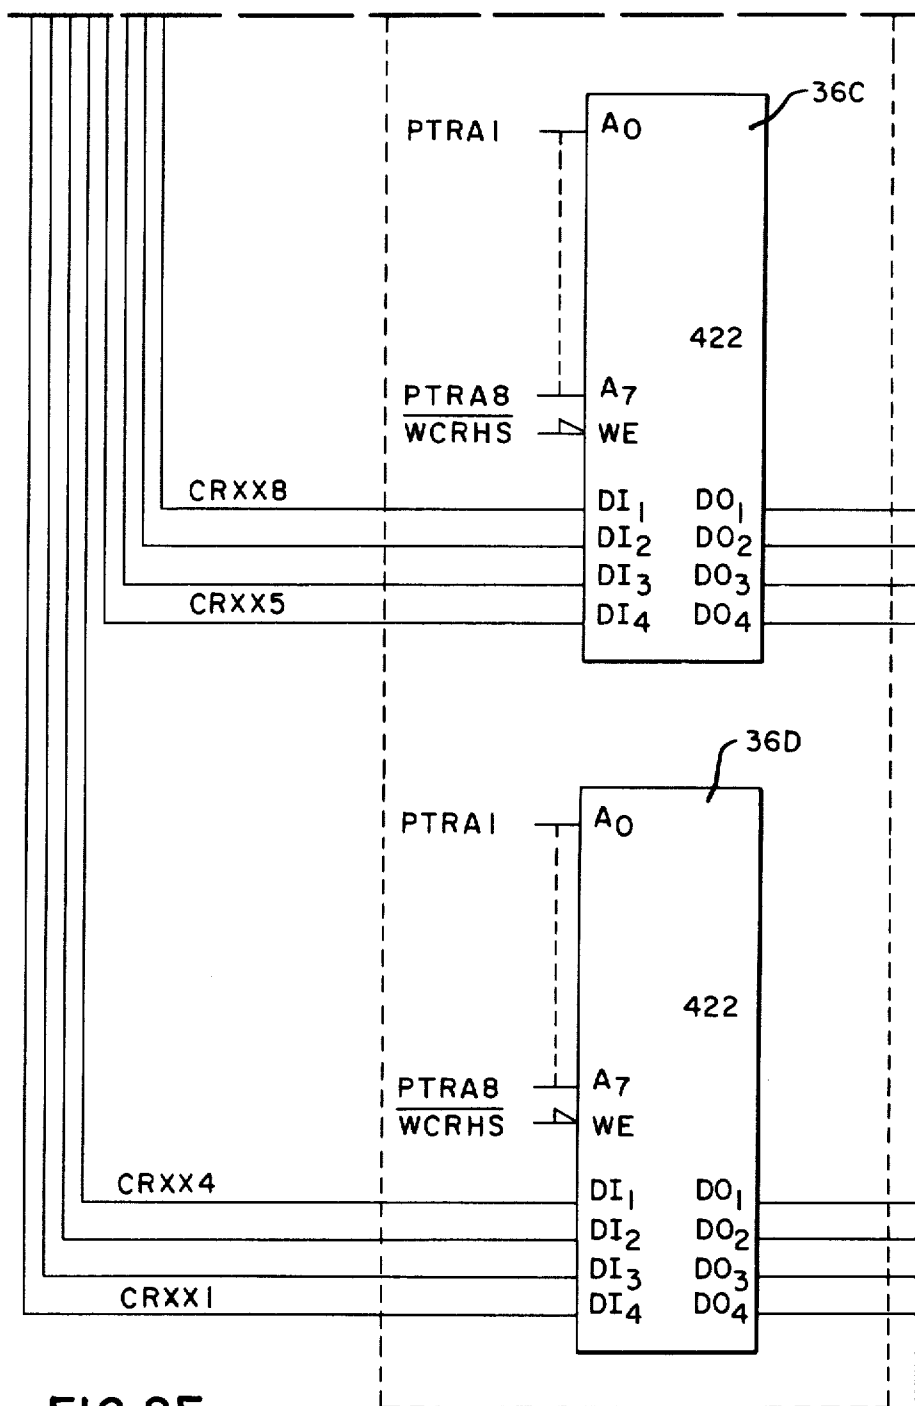 36C
PTRA1 A0
422
PTRA8 A7
WCRHS WE
CRXX8 DI1 DO1
DI2 DO2
DI3 DO3
CRXX5 DI4 DO4
36D
PTRA1 A0
422
PTRA8 A7
WCRHS WE
CRXX4 DI1 DO1
DI2 DO2
DI3 DO3
CRXX1 DI4 DO4